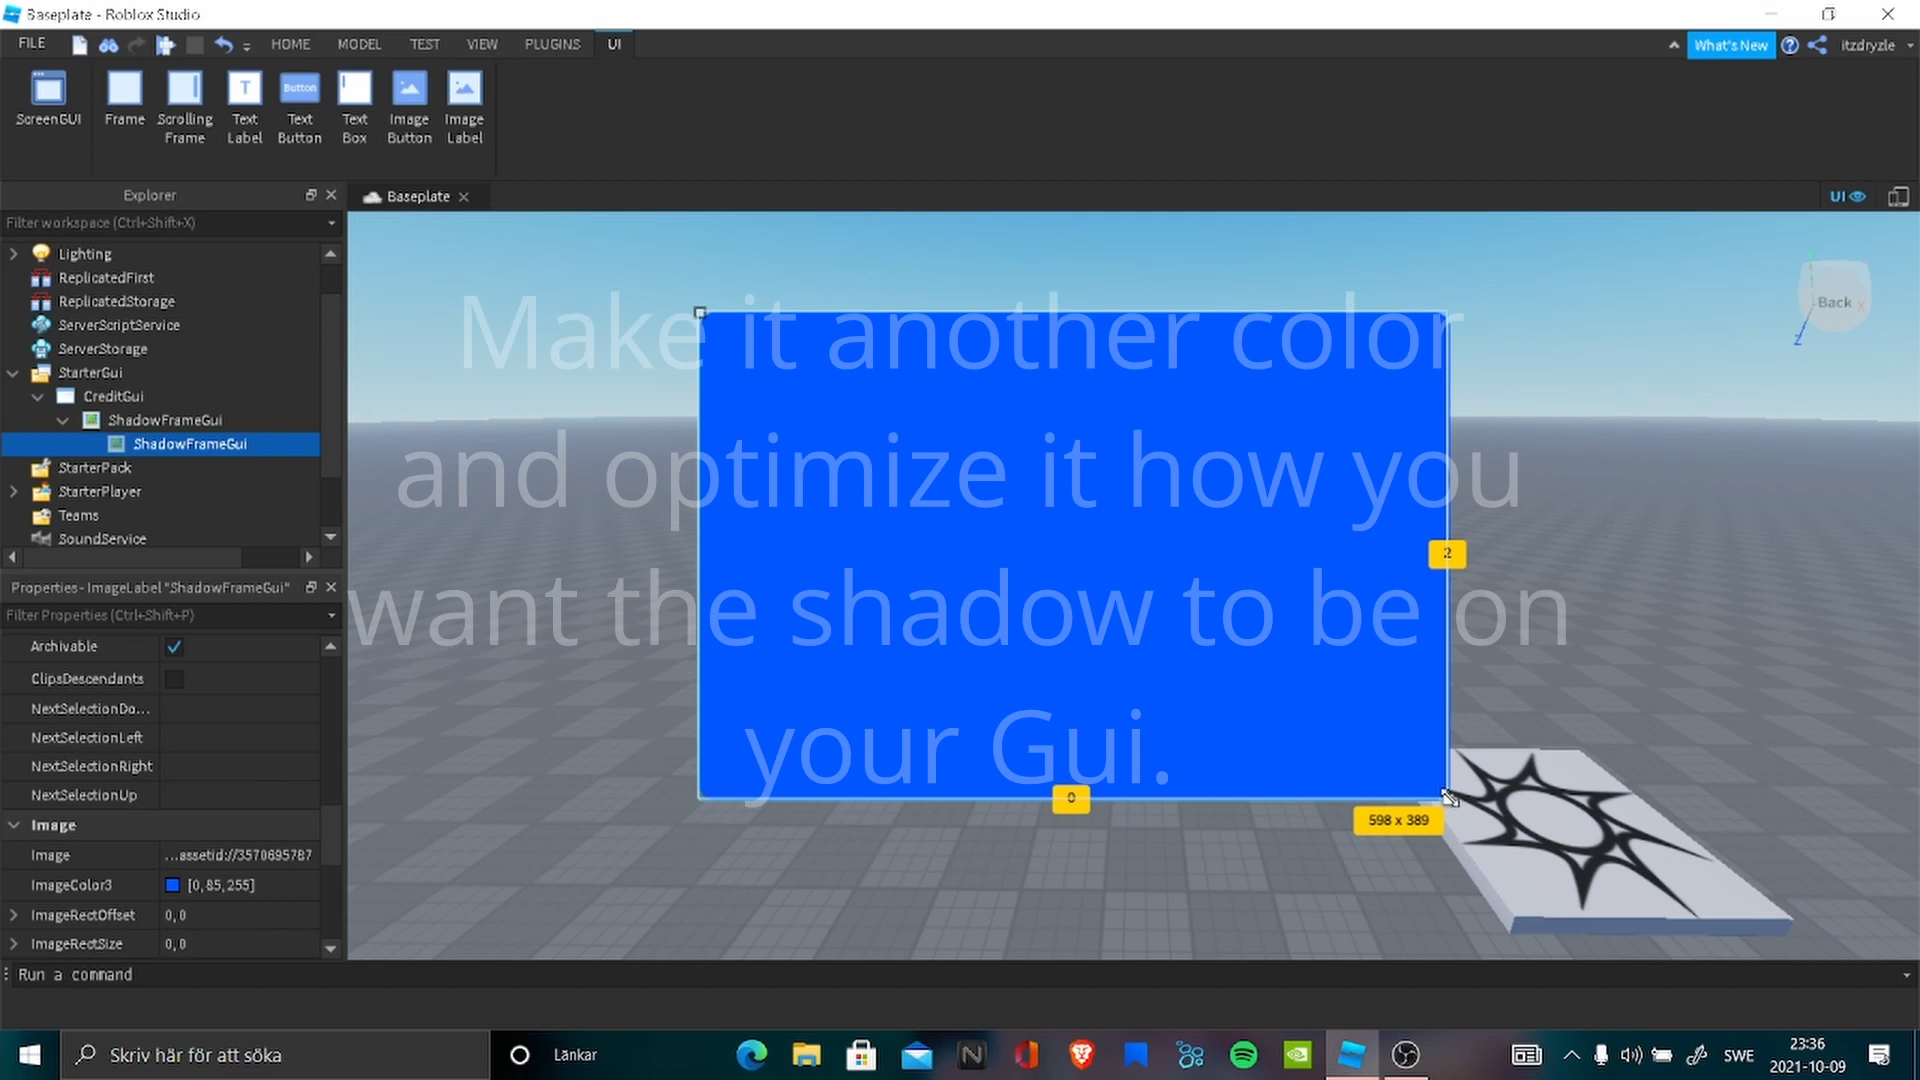 Baseplate - Roblox Studio
FILE
HOME
MODEL
TEST
VIEW
PLUGINS
UI
What's New
itzdryzle
ScreenGUI
Frame
Scrolling
Frame
Text
Label
Text
Button
Text
Box
Image
Button
Image
Label
Button
T
Explorer
Filter workspace (Ctrl+Shift+X)
Lighting
ReplicatedFirst
ReplicatedStorage
ServerScriptService
ServerStorage
StarterGui
CreditGui
ShadowFrameGui
ShadowFrameGui
StarterPack
StarterPlayer
Teams
SoundService
Properties - ImageLabel "ShadowFrameGui"
Filter Properties (Ctrl+Shift+P)
Archivable
ClipsDescendants
NextSelectionDo...
NextSelectionLeft
NextSelectionRight
NextSelectionUp
Image
Image ...assetid://3570695787
ImageColor3 [0, 85, 255]
ImageRectOffset 0, 0
ImageRectSize 0, 0
Baseplate
UI
Back
X
Z
Make it another color
and optimize it how you
want the shadow to be on
your Gui.
2
0
598 x 389
Run a command
Skriv här för att söka
Länkar
SWE
23:36
2021-10-09